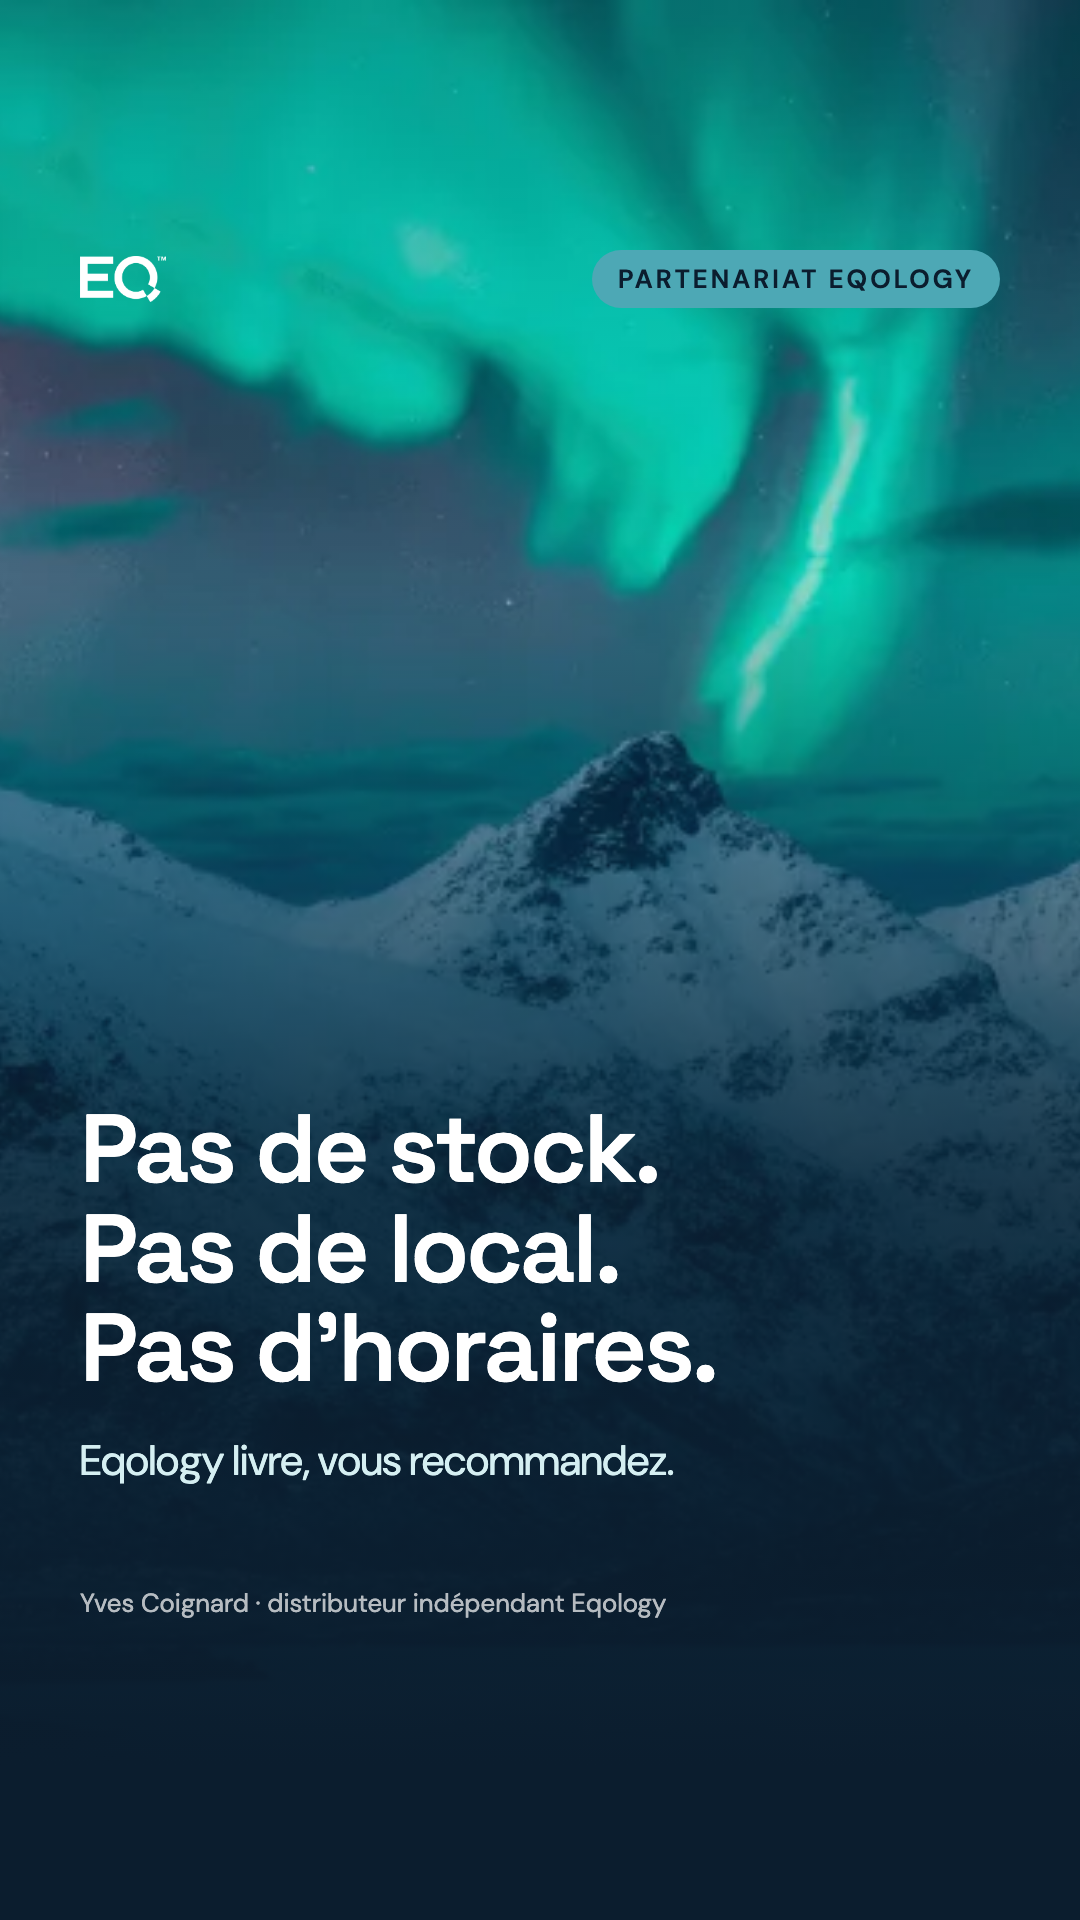 EQ™
PARTENARIAT EQOLOGY
Pas de stock.
Pas de local.
Pas d’horaires.
Eqology livre, vous recommandez.
Yves Coignard · distributeur indépendant Eqology